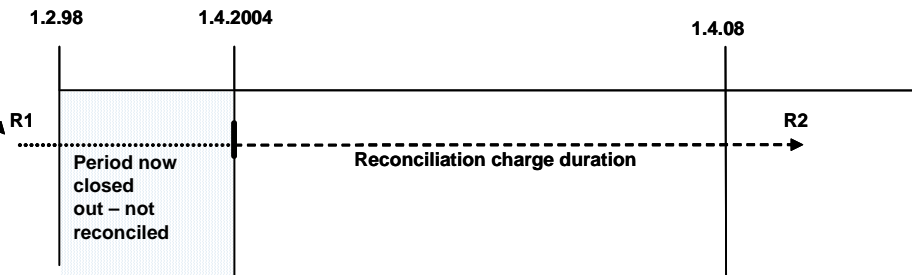 1.2.98
1.4.2004
1.4.08
R1
R2
Reconciliation charge duration
Period now
closed
out – not
reconciled